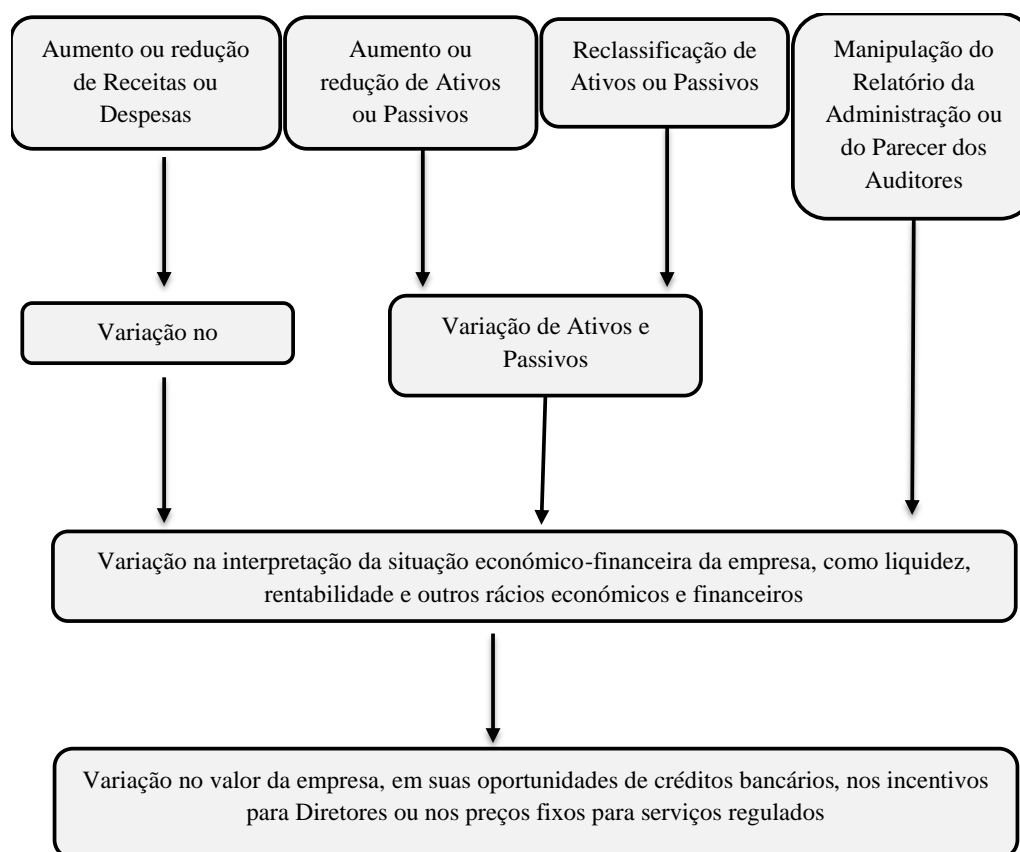 Aumento ou redução
de Receitas ou
Despesas
Aumento ou
redução de Ativos
ou Passivos
Reclassificação de
Ativos ou Passivos
Manipulação do
Relatório da
Administração ou
do Parecer dos
Auditores
Variação no
Variação de Ativos e
Passivos
Variação na interpretação da situação económico-financeira da empresa, como liquidez,
rentabilidade e outros rácios económicos e financeiros
Variação no valor da empresa, em suas oportunidades de créditos bancários, nos incentivos
para Diretores ou nos preços fixos para serviços regulados